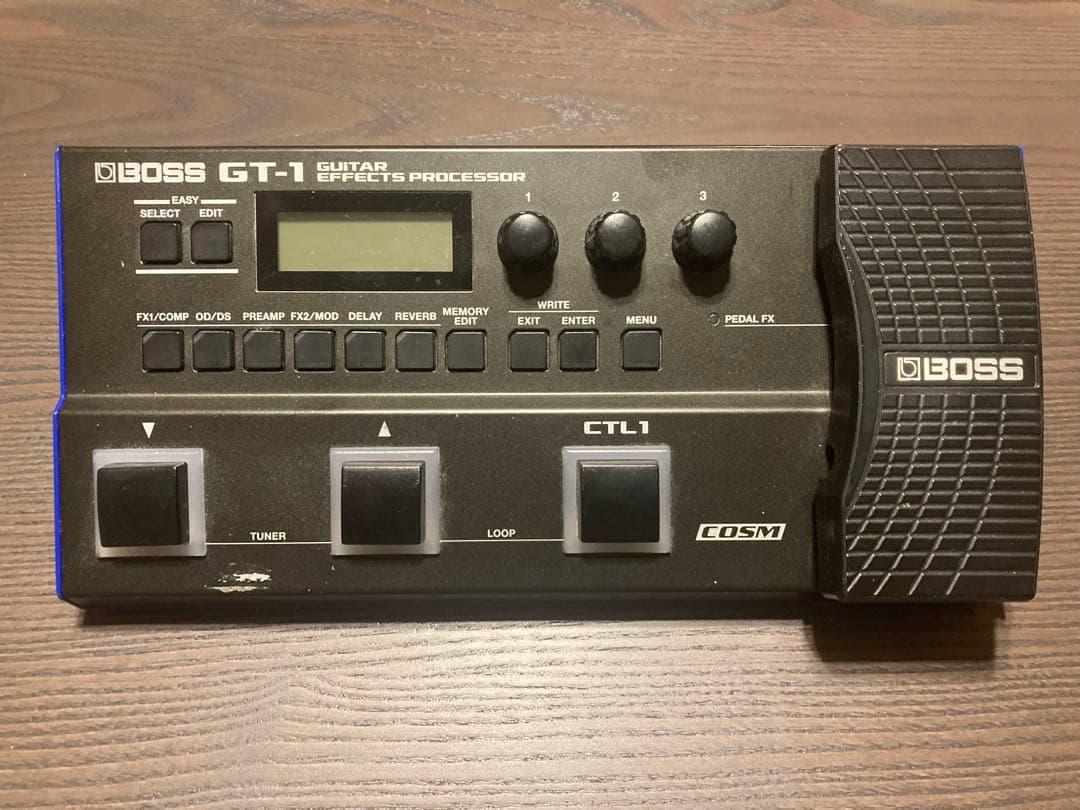 BOSS GT-1 GUITAR EFFECTS PROCESSOR
EASY
SELECT EDIT
1 2 3
FX1/COMP OD/DS PREAMP FX2/MOD DELAY REVERB MEMORY EDIT
WRITE
EXIT ENTER MENU
PEDAL FX
BOSS
▼ ▲ CTL1
TUNER LOOP
COSM